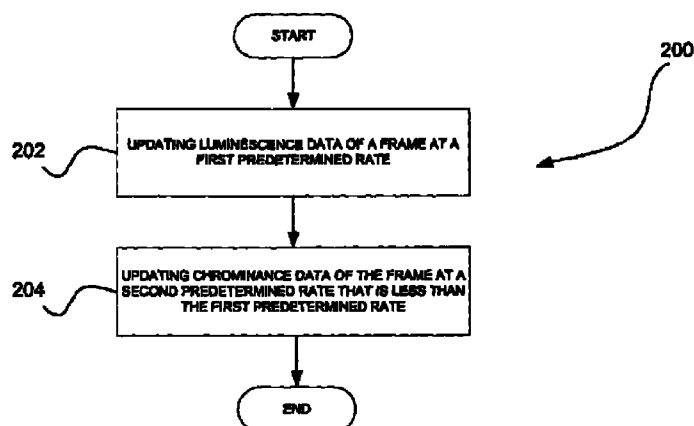 START
200
202
UPDATING LUMINESCENCE DATA OF A FRAME AT A
FIRST PREDETERMINED RATE
204
UPDATING CHROMINANCE DATA OF THE FRAME AT A
SECOND PREDETERMINED RATE THAT IS LESS THAN
THE FIRST PREDETERMINED RATE
END